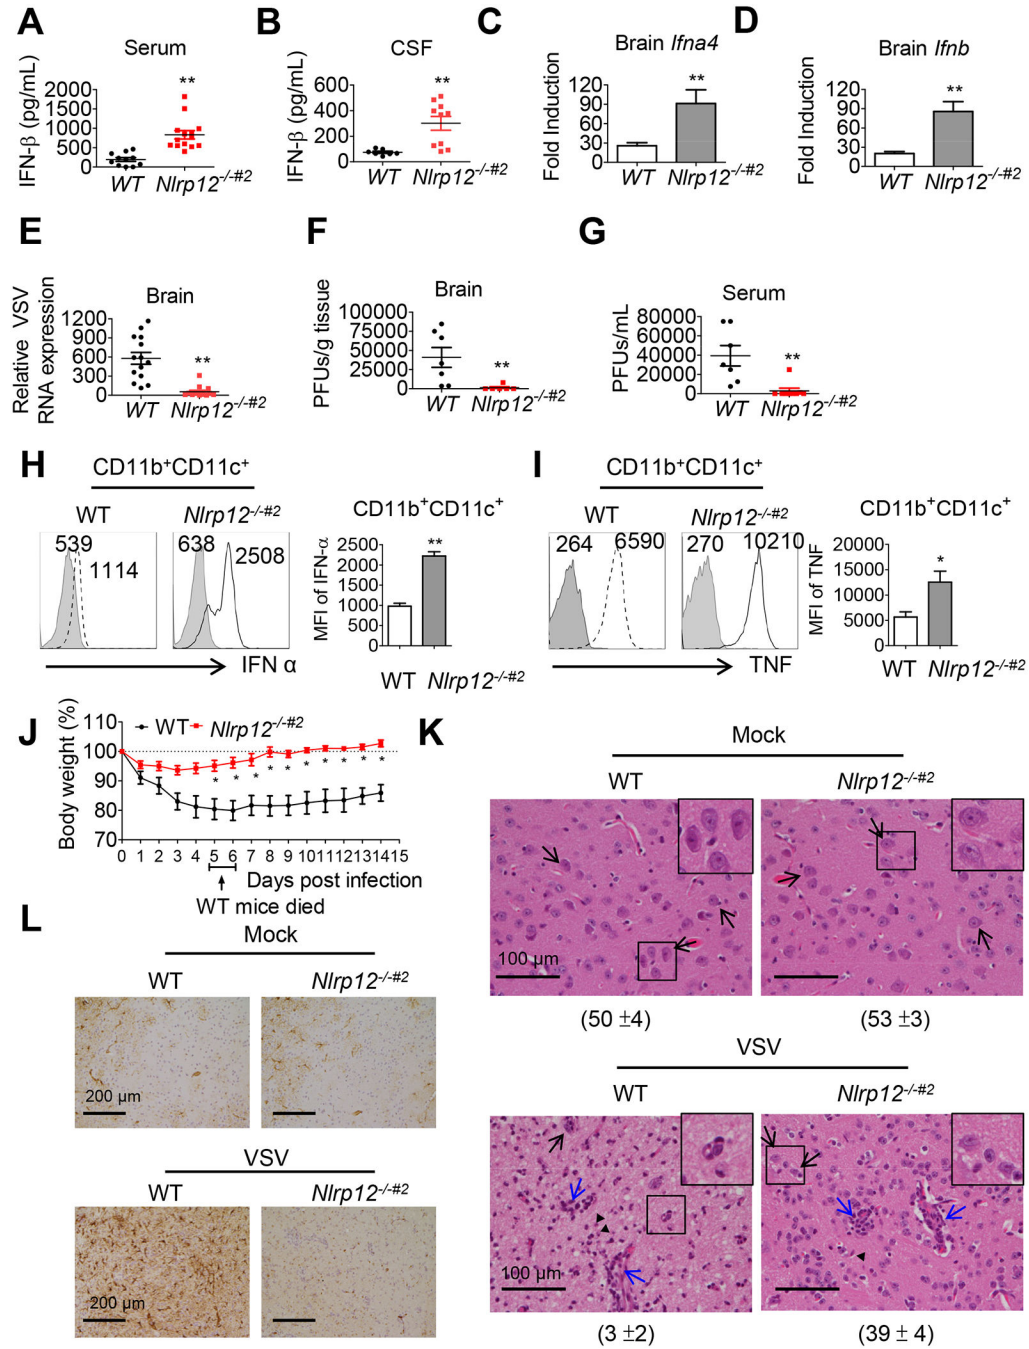 A
Serum
IFN-β (pg/mL)
2000
1500
1000
500
0
**
WT Nlrp12-/-#2
B
CSF
IFN-β (pg/mL)
600
400
200
0
**
WT Nlrp12-/-#2
C
Brain Ifna4
Fold Induction
120
90
60
30
0
**
WT Nlrp12-/-#2
D
Brain Ifnb
Fold Induction
120
90
60
30
0
**
WT Nlrp12-/-#2
E
Brain
Relative VSV
RNA expression
1200
900
600
300
0
**
WT Nlrp12-/-#2
F
Brain
PFUs/g tissue
100000
75000
50000
25000
0
**
WT Nlrp12-/-#2
G
Serum
PFUs/mL
80000
60000
40000
20000
0
**
WT Nlrp12-/-#2
H
CD11b+CD11c+
WT Nlrp12-/-#2
539
1114
638
2508
IFN α
CD11b+CD11c+
MFI of IFN-α
2500
2000
1500
1000
500
0
**
WT Nlrp12-/-#2
I
CD11b+CD11c+
WT Nlrp12-/-#2
264 6590
270 10210
TNF
CD11b+CD11c+
MFI of TNF
20000
15000
10000
5000
0
*
WT Nlrp12-/-#2
J
Body weight (%)
WT Nlrp12-/-#2
110
100
90
80
70
* * * * * * * * * *
0 1 2 3 4 5 6 7 8 9 10 11 12 13 14 15
Days post infection
WT mice died
K
Mock
WT Nlrp12-/-#2
100 µm
(50 ±4) (53 ±3)
VSV
WT Nlrp12-/-#2
100 µm
(3 ±2) (39 ± 4)
L
Mock
WT Nlrp12-/-#2
200 µm
VSV
WT Nlrp12-/-#2
200 µm